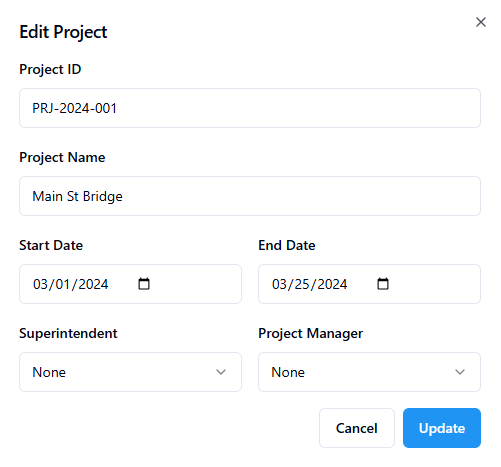 Edit Project
Project ID
PRJ-2024-001
Project Name
Main St Bridge
Start Date End Date
03/01/2024 03/25/2024
Superintendent Project Manager
None None
Cancel Update